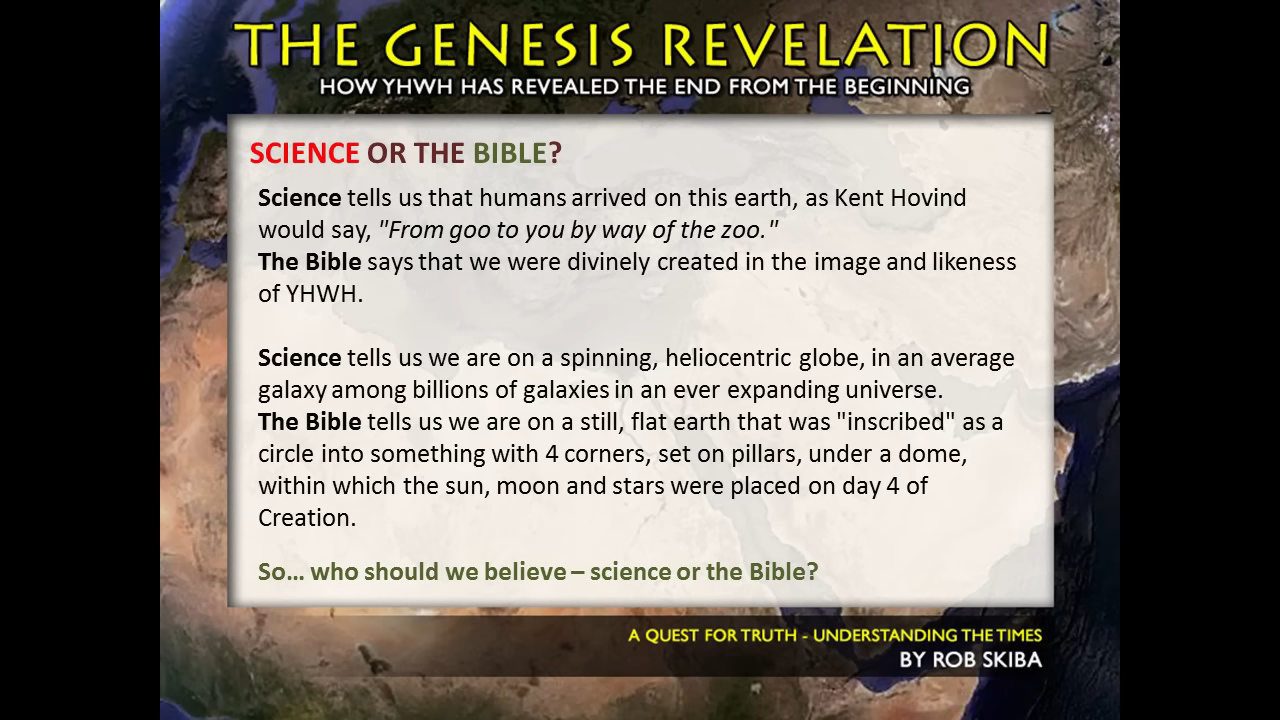 THE GENESIS REVELATION
HOW YHWH HAS REVEALED THE END FROM THE BEGINNING
SCIENCE OR THE BIBLE?
Science tells us that humans arrived on this earth, as Kent Hovind
would say, "From goo to you by way of the zoo."
The Bible says that we were divinely created in the image and likeness
of YHWH.
Science tells us we are on a spinning, heliocentric globe, in an average
galaxy among billions of galaxies in an ever expanding universe.
The Bible tells us we are on a still, flat earth that was "inscribed" as a
circle into something with 4 corners, set on pillars, under a dome,
within which the sun, moon and stars were placed on day 4 of
Creation.
So… who should we believe – science or the Bible?
A QUEST FOR TRUTH - UNDERSTANDING THE TIMES
BY ROB SKIBA